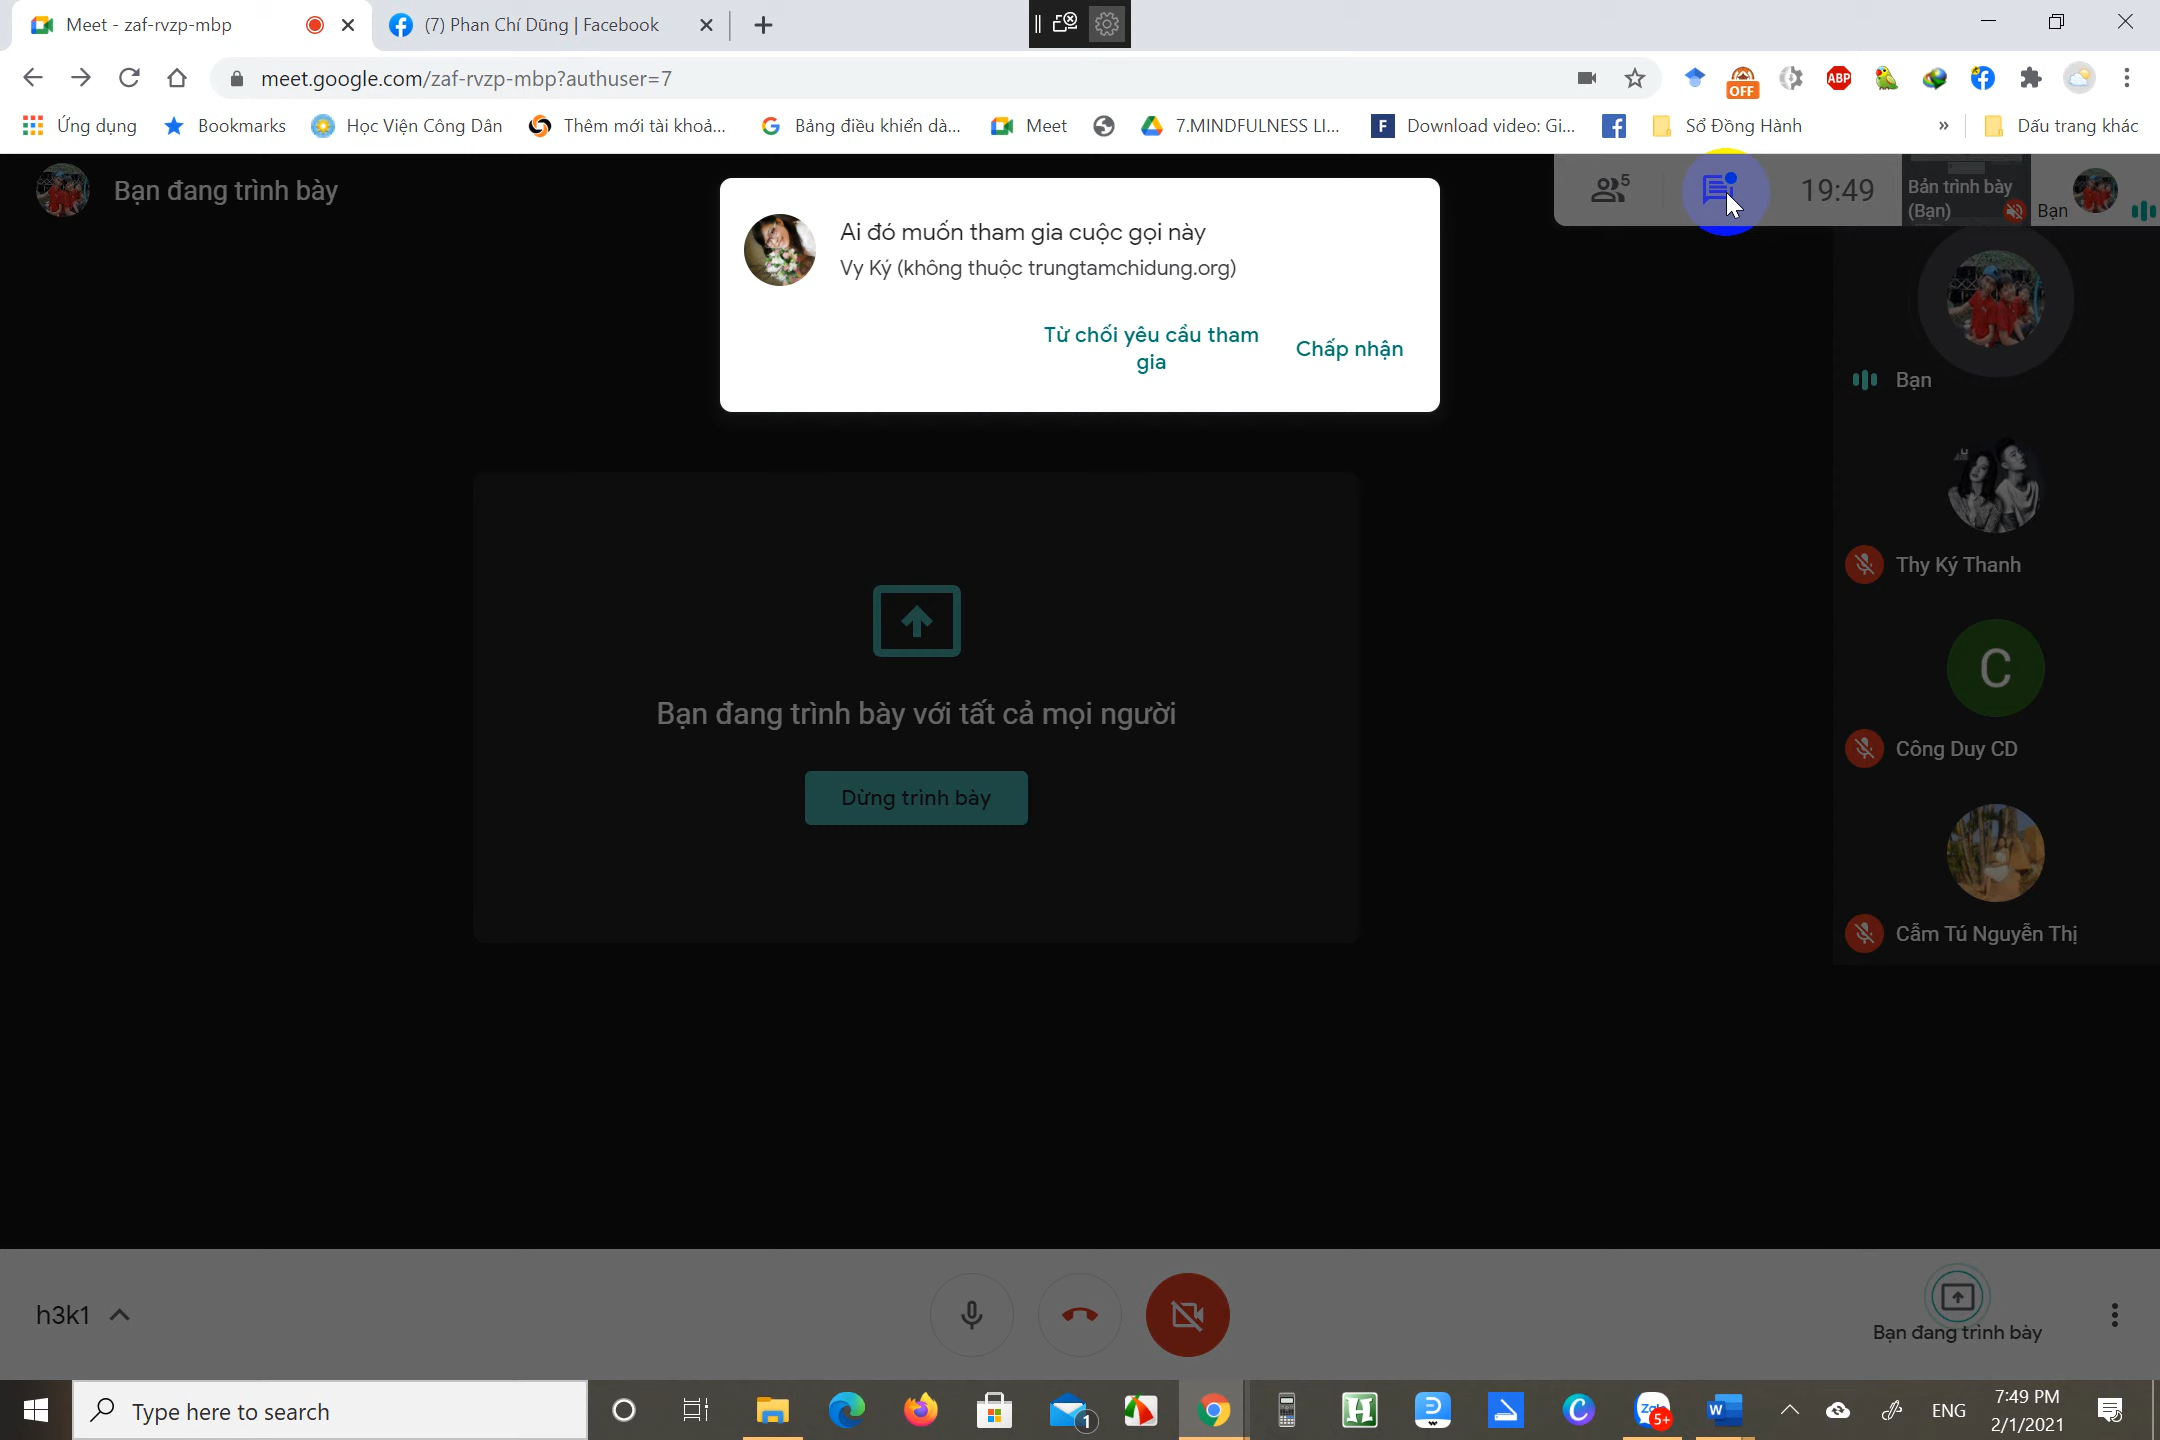 Meet - zaf-rvzp-mbp
(7) Phan Chí Dũng | Facebook
meet.google.com/zaf-rvzp-mbp?authuser=7
OFF
ABP
Ứng dụng
Bookmarks
Học Viện Công Dân
Thêm mới tài khoả...
Bảng điều khiển dà...
Meet
7.MINDFULNESS LI...
F
Download video: Gi...
Sổ Đồng Hành
»
Dấu trang khác
Bạn đang trình bày
Ai đó muốn tham gia cuộc gọi này
Vy Ký (không thuộc trungtamchidung.org)
Từ chối yêu cầu tham
gia
Chấp nhận
5
19:49
Bản trình bày
(Bạn)
Bạn
Bạn
Thy Ký Thanh
C
Công Duy CD
Cẩm Tú Nguyễn Thị
Bạn đang trình bày với tất cả mọi người
Dừng trình bày
h3k1
Bạn đang trình bày
Type here to search
1
Zalo
5+
W
ENG
7:49 PM
2/1/2021